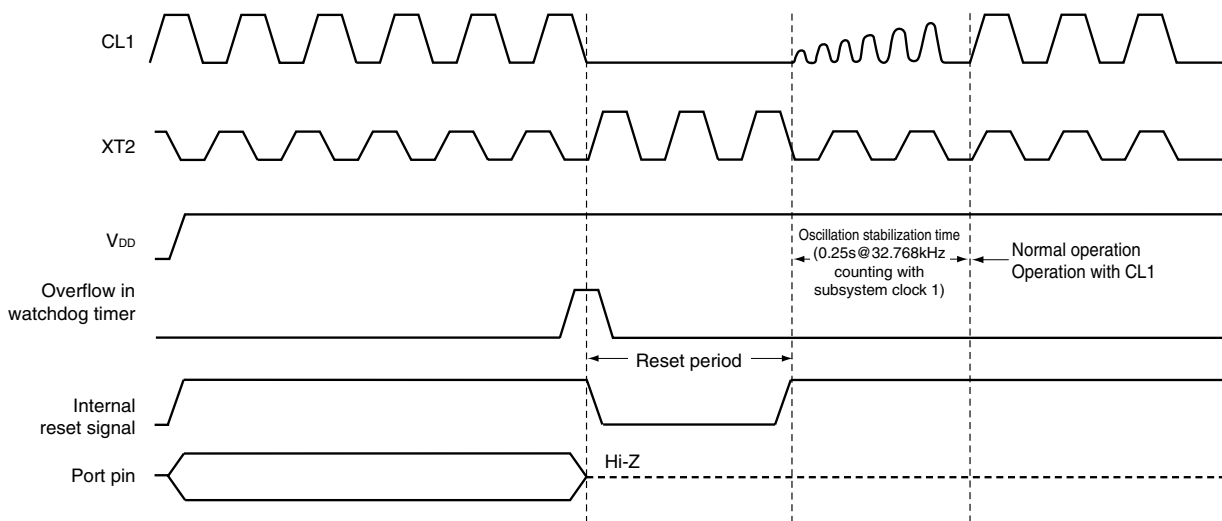 CL1
XT2
VDD
Oscillation stabilization time
(0.25s@32.768kHz
counting with
subsystem clock 1)
Normal operation
Operation with CL1
Overflow in
watchdog timer
Reset period
Internal
reset signal
Port pin
Hi-Z